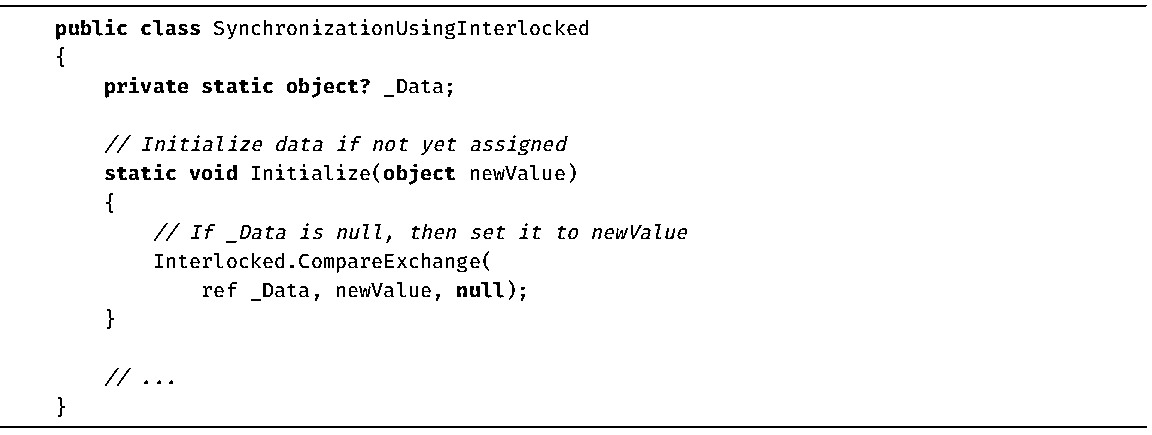 public class SynchronizationUsingInterlocked
{
    private static object? _Data;

    // Initialize data if not yet assigned
    static void Initialize(object newValue)
    {
        // If _Data is null, then set it to newValue
        Interlocked.CompareExchange(
            ref _Data, newValue, null);
    }

    // ...
}